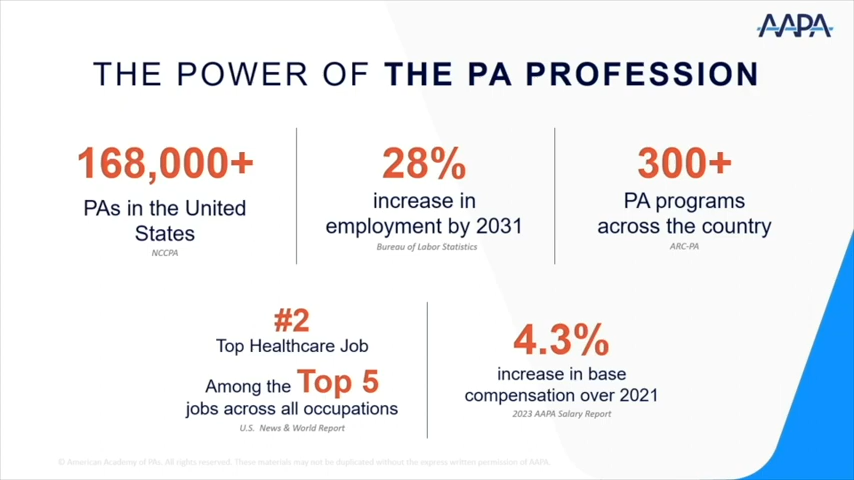 AAPA
THE POWER OF THE PA PROFESSION
168,000+
PAs in the United
States
NCCPA
28%
increase in
employment by 2031
Bureau of Labor Statistics
300+
PA programs
across the country
ARC-PA
#2
Top Healthcare Job
Among the Top 5
jobs across all occupations
U.S. News & World Report
4.3%
increase in base
compensation over 2021
2023 AAPA Salary Report
© American Academy of PAs. All rights reserved. These materials may not be duplicated without the express written permission of AAPA.